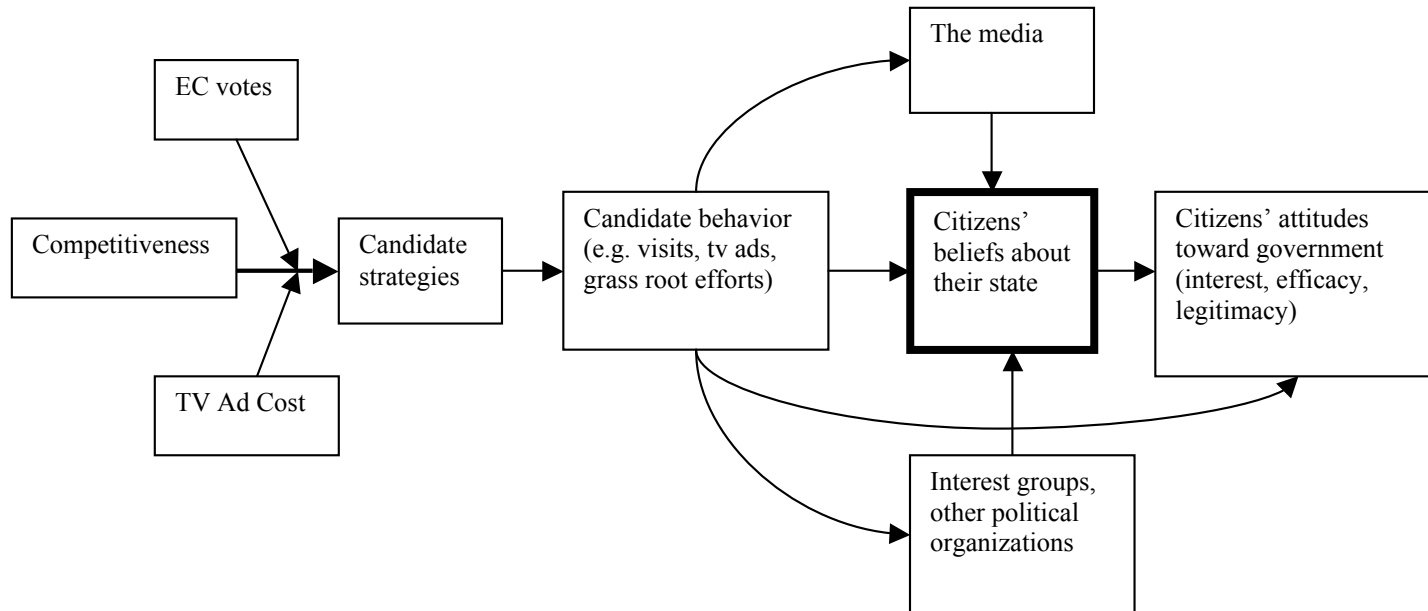 The media
EC votes
Competitiveness
Candidate
strategies
Candidate behavior
(e.g. visits, tv ads,
grass root efforts)
Citizens’
beliefs about
their state
Citizens’ attitudes
toward government
(interest, efficacy,
legitimacy)
TV Ad Cost
Interest groups,
other political
organizations